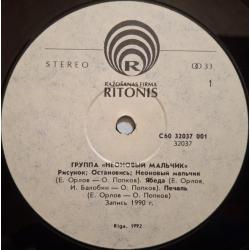 STEREO
33
1
RAŽOŠANAS FIRMA
RITONIS
С60 32037 001
32037
ГРУППА «НЕОНОВЫЙ МАЛЬЧИК»
Рисунок; Остановись; Неоновый мальчик
(Е. Орлов — О. Попков). Ябеда (Е. Орлов,
И. Балобин — О. Попков). Печаль
(Е. Орлов — О. Попков)
Запись 1990 г.
Rīga, 1992